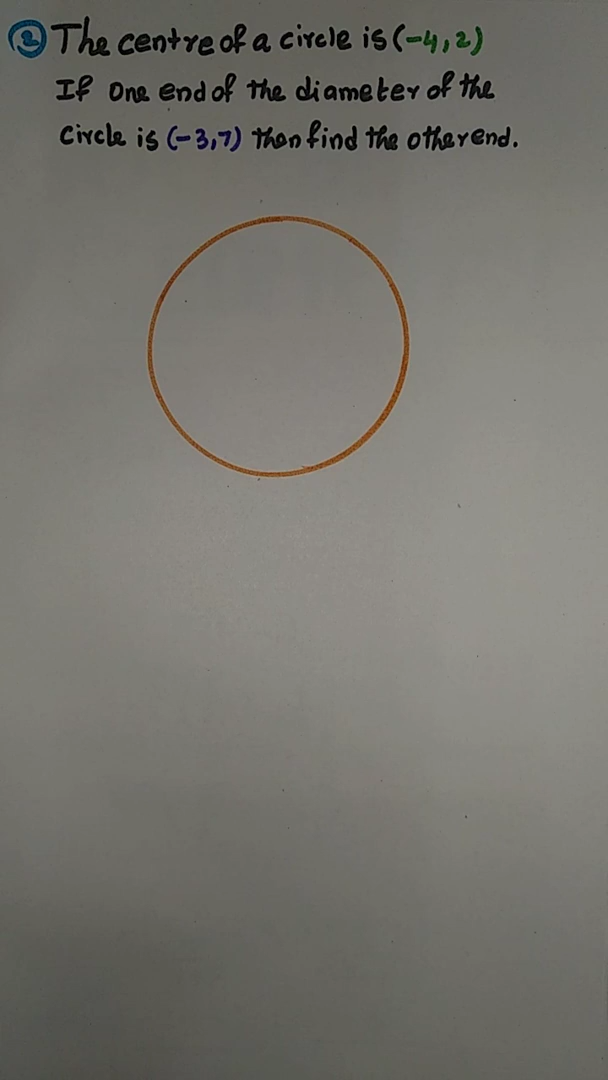 2 The centre of a circle is (-4,2)
If one end of the diameter of the
Circle is (-3,7) then find the other end.